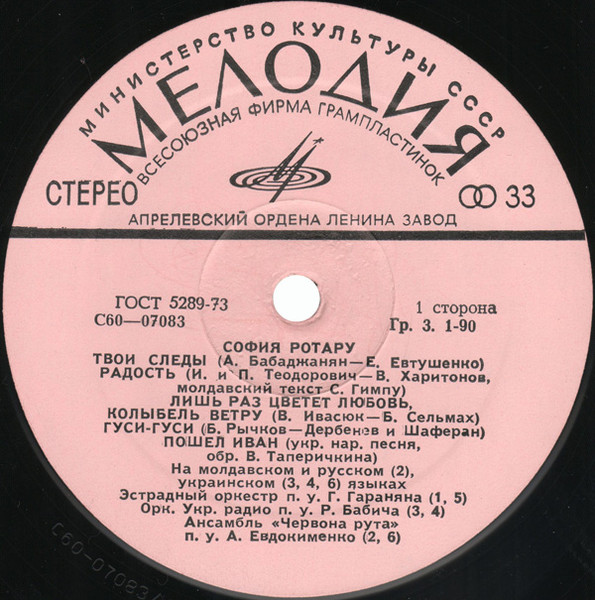 МИНИСТЕРСТВО КУЛЬТУРЫ СССР
МЕЛОДИЯ
ВСЕСОЮЗНАЯ ФИРМА ГРАМПЛАСТИНОК
СТЕРЕО
33
АПРЕЛЕВСКИЙ ОРДЕНА ЛЕНИНА ЗАВОД
ГОСТ 5289-73
С60—07083
1 сторона
Гр. 3. 1-90
СОФИЯ РОТАРУ
ТВОИ СЛЕДЫ (А. Бабаджанян—Е. Евтушенко)
РАДОСТЬ (И. и П. Теодорович—В. Харитонов,
молдавский текст С. Гимпу)
ЛИШЬ РАЗ ЦВЕТЕТ ЛЮБОВЬ,
КОЛЫБЕЛЬ ВЕТРУ (В. Ивасюк—Б. Сельмах)
ГУСИ-ГУСИ (Б. Рычков—Дербенев и Шаферан)
ПОШЕЛ ИВАН (укр. нар. песня,
обр. В. Таперичкина)
На молдавском и русском (2),
украинском (3, 4, 6) языках
Эстрадный оркестр п. у. Г. Гараняна (1, 5)
Орк. Укр. радио п. у. Р. Бабича (3, 4)
Ансамбль «Червона рута»
п. у. А. Евдокименко (2, 6)
С60-07083/